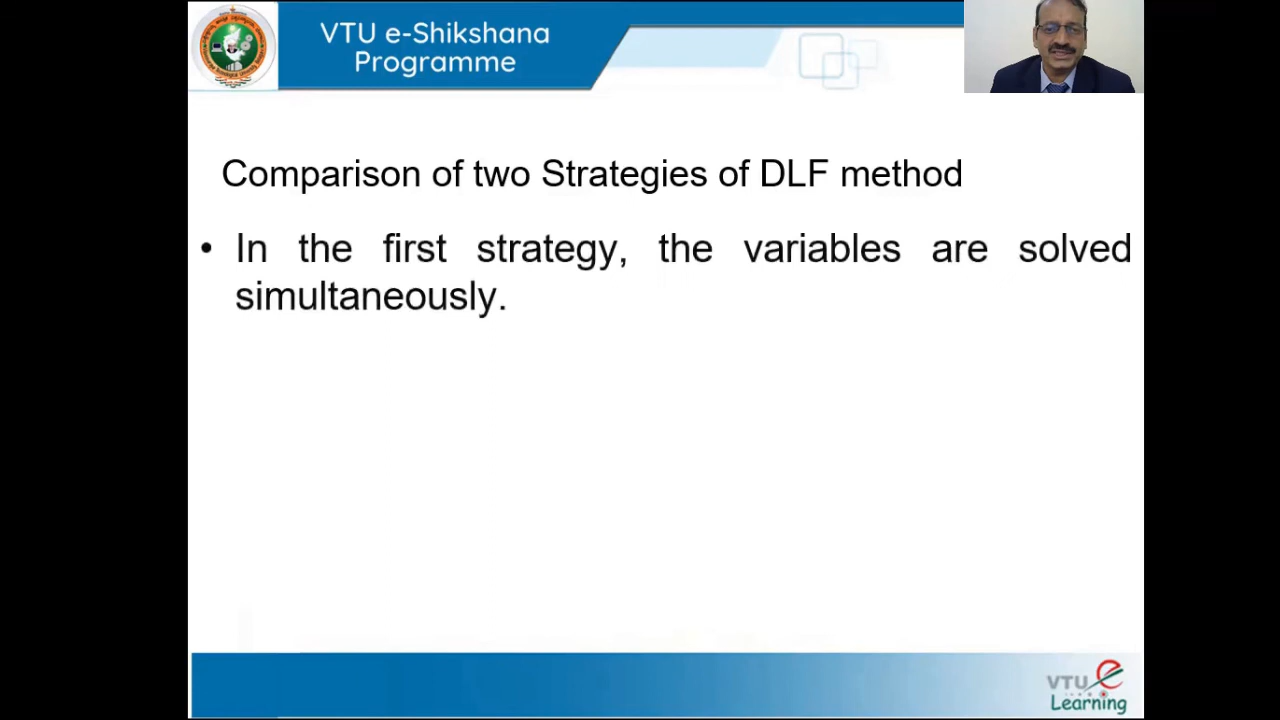 VTU e-Shikshana
Programme
Comparison of two Strategies of DLF method
• In the first strategy, the variables are solved
simultaneously.
VTU e
Learning